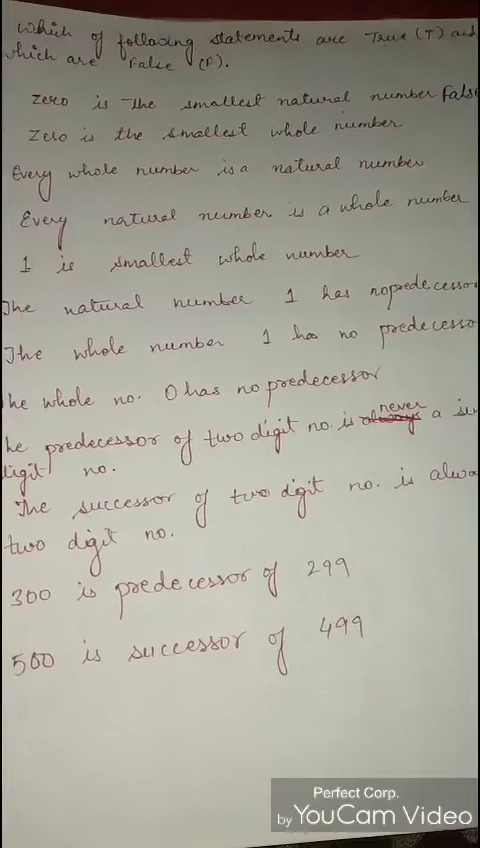 Which of following statements are True (T) and
which are False (F).
Zero is the smallest natural number False
Zero is the smallest whole number
Every whole number is a natural number
Every natural number is a whole number
1 is smallest whole number
The natural number 1 has no predecessor
The whole number 1 has no predecesso
he whole no. 0 has no predecessor
never
he predecessor of two digit no. is always a sin
digit no.
The successor of two digit no. is alwa
two digit no.
300 is predecessor of 299
500 is successor of 499
Perfect Corp.
by YouCam Video